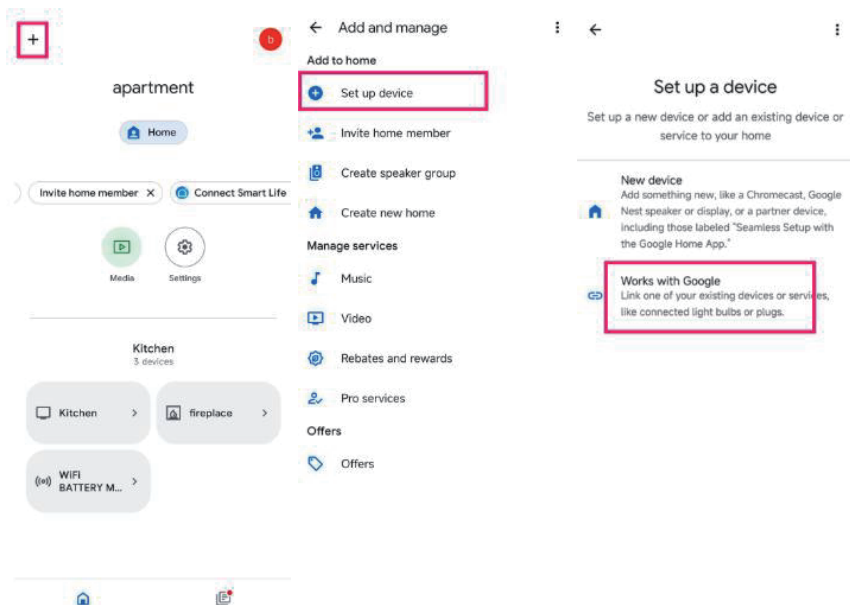 b
apartment
Home
Invite home member X
Connect Smart Life
Media
Settings
Kitchen
3 devices
Kitchen
fireplace
WiFi
BATTERY M...
Add and manage
Add to home
Set up device
Invite home member
Create speaker group
Create new home
Manage services
Music
Video
Rebates and rewards
Pro services
Offers
Offers
Set up a device
Set up a new device or add an existing device or
service to your home
New device
Add something new, like a Chromecast, Google
Nest speaker or display, or a partner device,
including those labeled "Seamless Setup with
the Google Home App."
Works with Google
Link one of your existing devices or services,
like connected light bulbs or plugs.